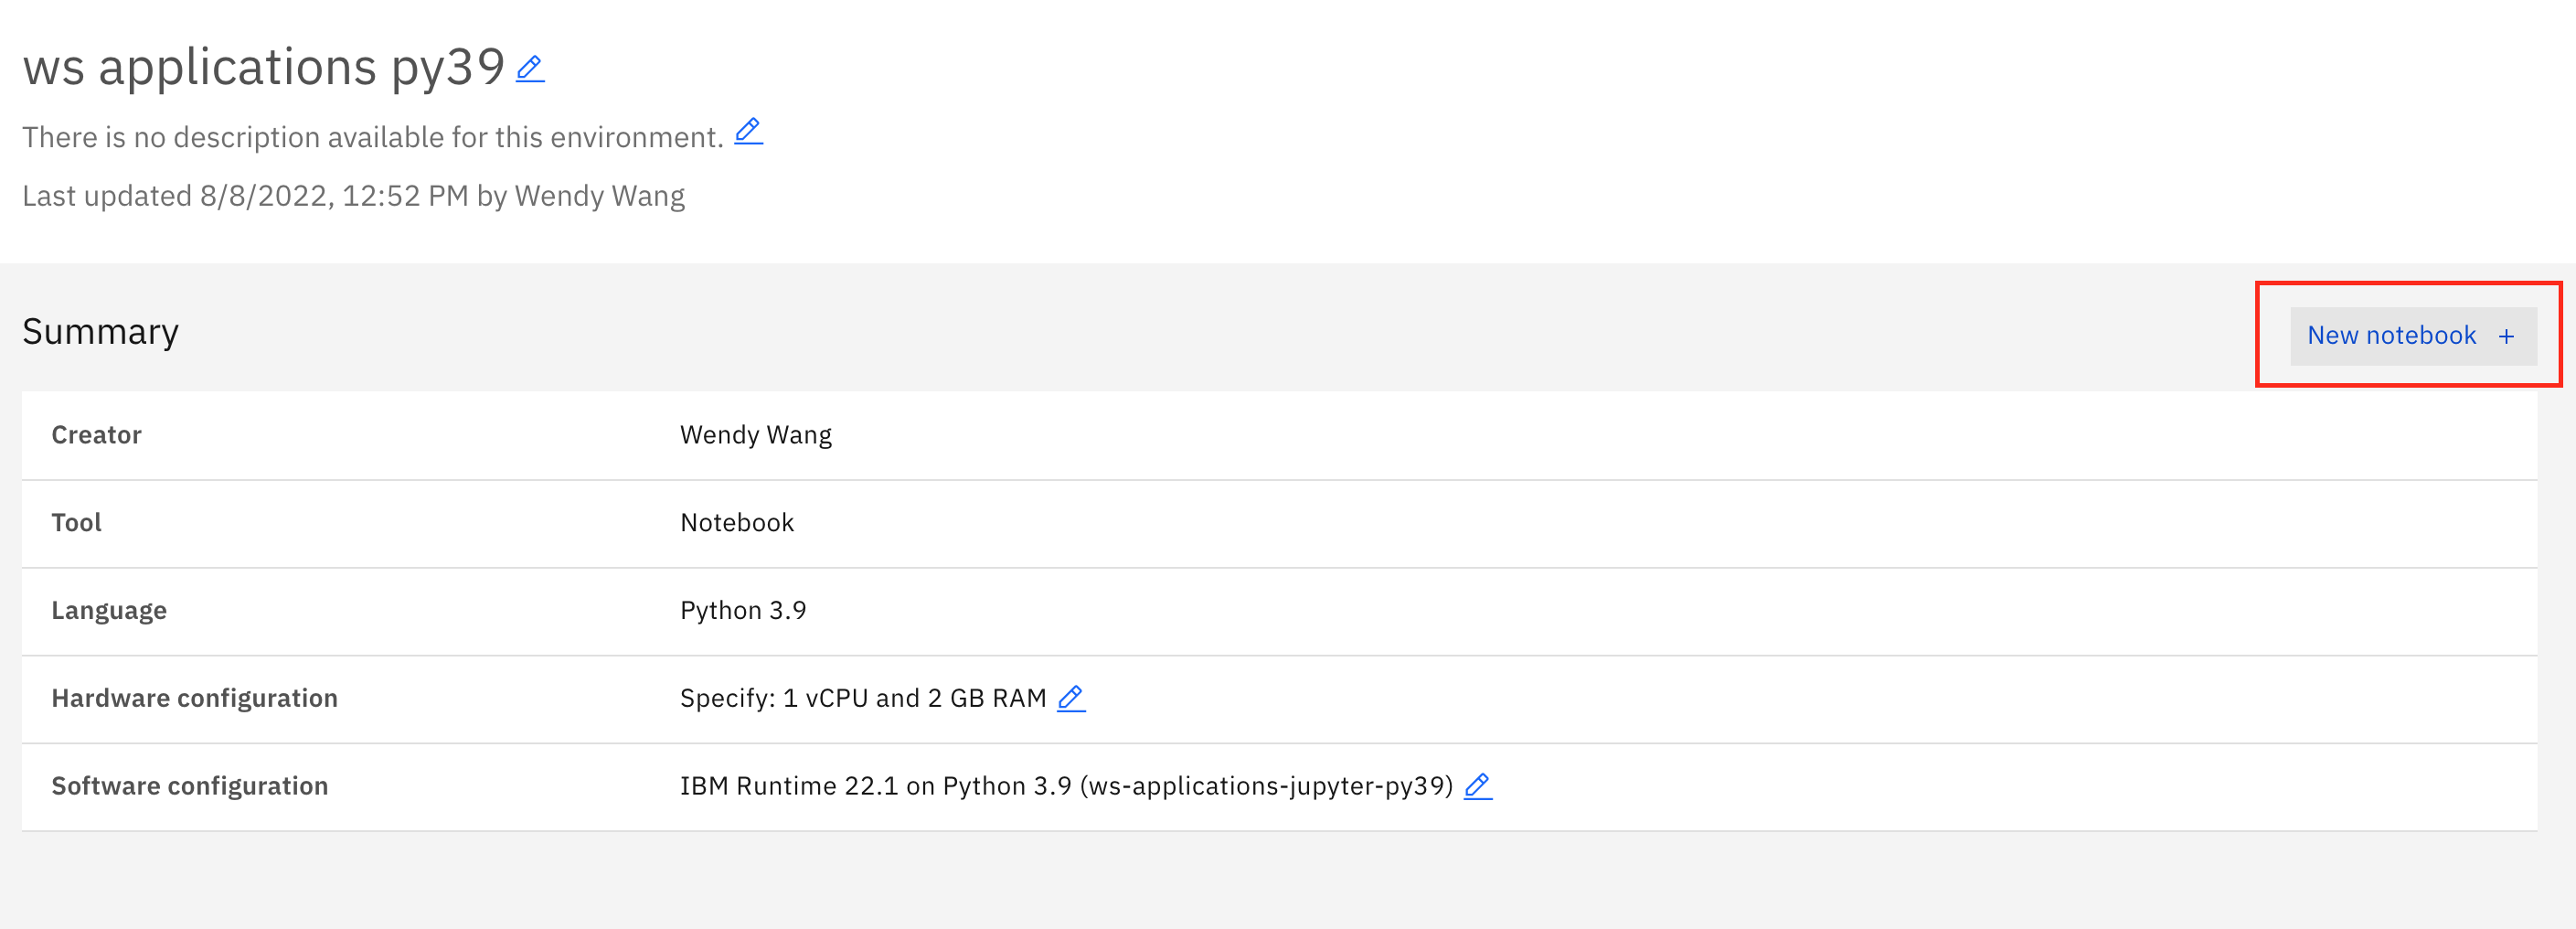 ws applications py39
There is no description available for this environment.
Last updated 8/8/2022, 12:52 PM by Wendy Wang
Summary
New notebook +
Creator Wendy Wang
Tool Notebook
Language Python 3.9
Hardware configuration Specify: 1 vCPU and 2 GB RAM
Software configuration IBM Runtime 22.1 on Python 3.9 (ws-applications-jupyter-py39)